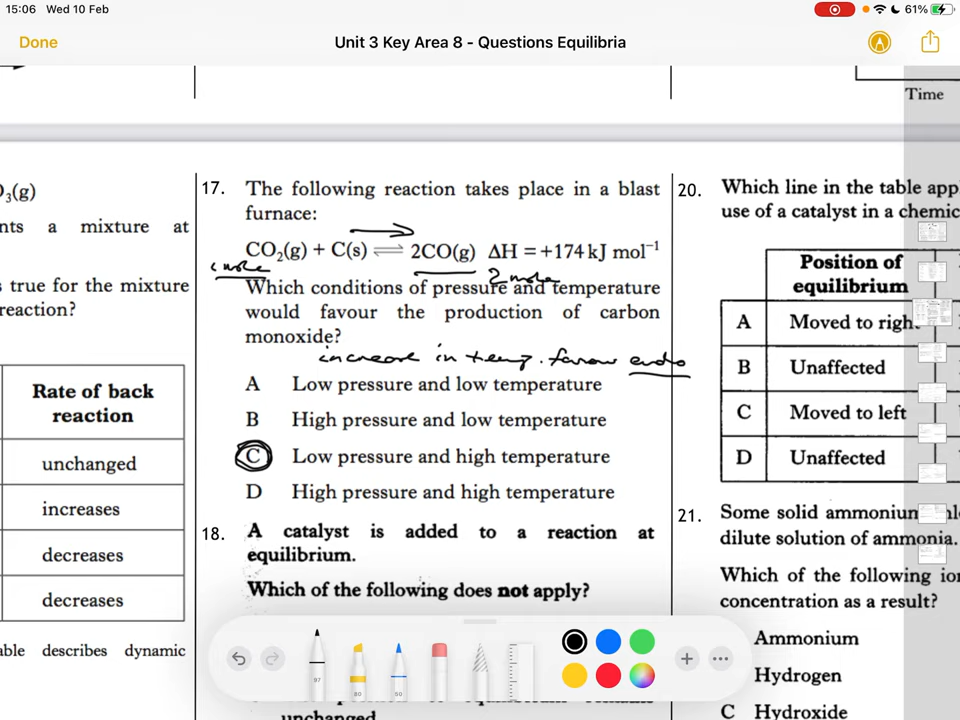 15:06 Wed 10 Feb
61%
Done
Unit 3 Key Area 8 - Questions Equilibria
Time
O₃(g)
nts a mixture at
s true for the mixture
reaction?
Rate of back
reaction
unchanged
increases
decreases
decreases
able describes dynamic
17. The following reaction takes place in a blast
furnace:
CO₂(g) + C(s) ⇌ 2CO(g) ΔH = +174 kJ mol⁻¹
1 mole
2 moles
Which conditions of pressure and temperature
would favour the production of carbon
monoxide?
increase in temp. favour endo
A Low pressure and low temperature
B High pressure and low temperature
C Low pressure and high temperature
D High pressure and high temperature
18. A catalyst is added to a reaction at
equilibrium.
Which of the following does not apply?
unchanged
20. Which line in the table appl
use of a catalyst in a chemic
Position of
equilibrium
A Moved to right
B Unaffected
C Moved to left
D Unaffected
21. Some solid ammonium
dilute solution of ammonia.
Which of the following ion
concentration as a result?
Ammonium
Hydrogen
C Hydroxide
97
80
50